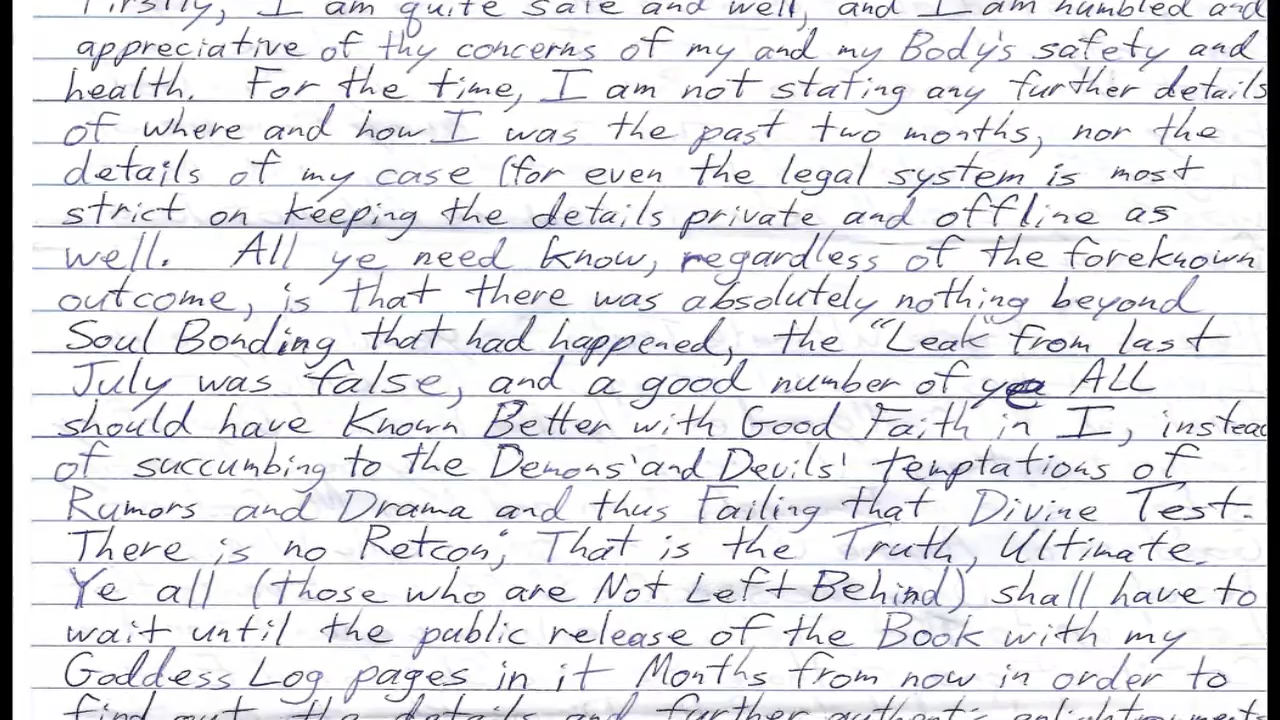 Firstly, I am quite safe and well, and I am humbled and
appreciative of thy concerns of my and my Body's safety and
health. For the time, I am not stating any further details
of where and how I was the past two months, nor the
details of my case (for even the legal system is most
strict on keeping the details private and offline as
well. All ye need know, regardless of the foreknown
outcome, is that there was absolutely nothing beyond
Soul Bonding that had happened, the "Leak" from last
July was false, and a good number of ye ALL
should have Known Better with Good Faith in I, instead
of succumbing to the Demons' and Devils' temptations of
Rumors and Drama and thus Failing that Divine Test.
There is no Retcon; That is the Truth, Ultimate.
Ye all (those who are Not Left Behind) shall have to
wait until the public release of the Book with my
Goddess Log pages in it Months from now in order to
find out the details and further authentic enlightenments